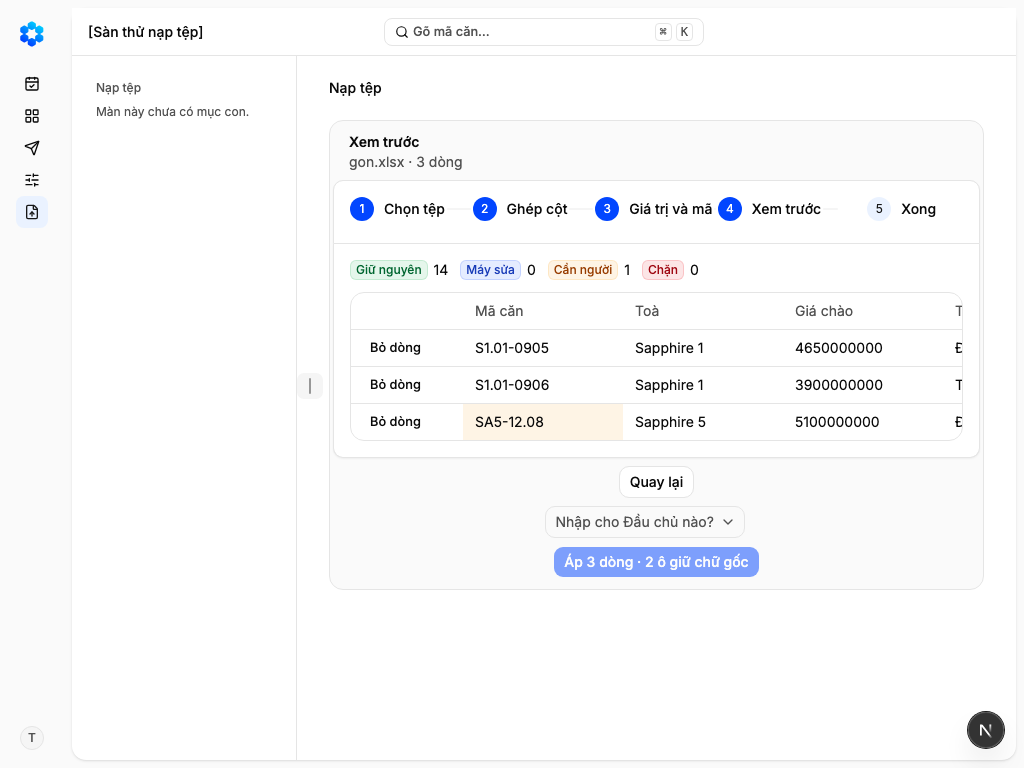 [Sàn thử nạp tệp]
Gõ mã căn...
⌘ K
Nạp tệp
Màn này chưa có mục con.
Nạp tệp
Xem trước
gon.xlsx · 3 dòng
1 Chọn tệp 2 Ghép cột 3 Giá trị và mã 4 Xem trước 5 Xong
Giữ nguyên 14 Máy sửa 0 Cần người 1 Chặn 0
Mã căn Toà Giá chào T
Bỏ dòng S1.01-0905 Sapphire 1 4650000000 Đ
Bỏ dòng S1.01-0906 Sapphire 1 3900000000 T
Bỏ dòng SA5-12.08 Sapphire 5 5100000000 Đ
Quay lại
Nhập cho Đầu chủ nào?
Áp 3 dòng · 2 ô giữ chữ gốc
T
N